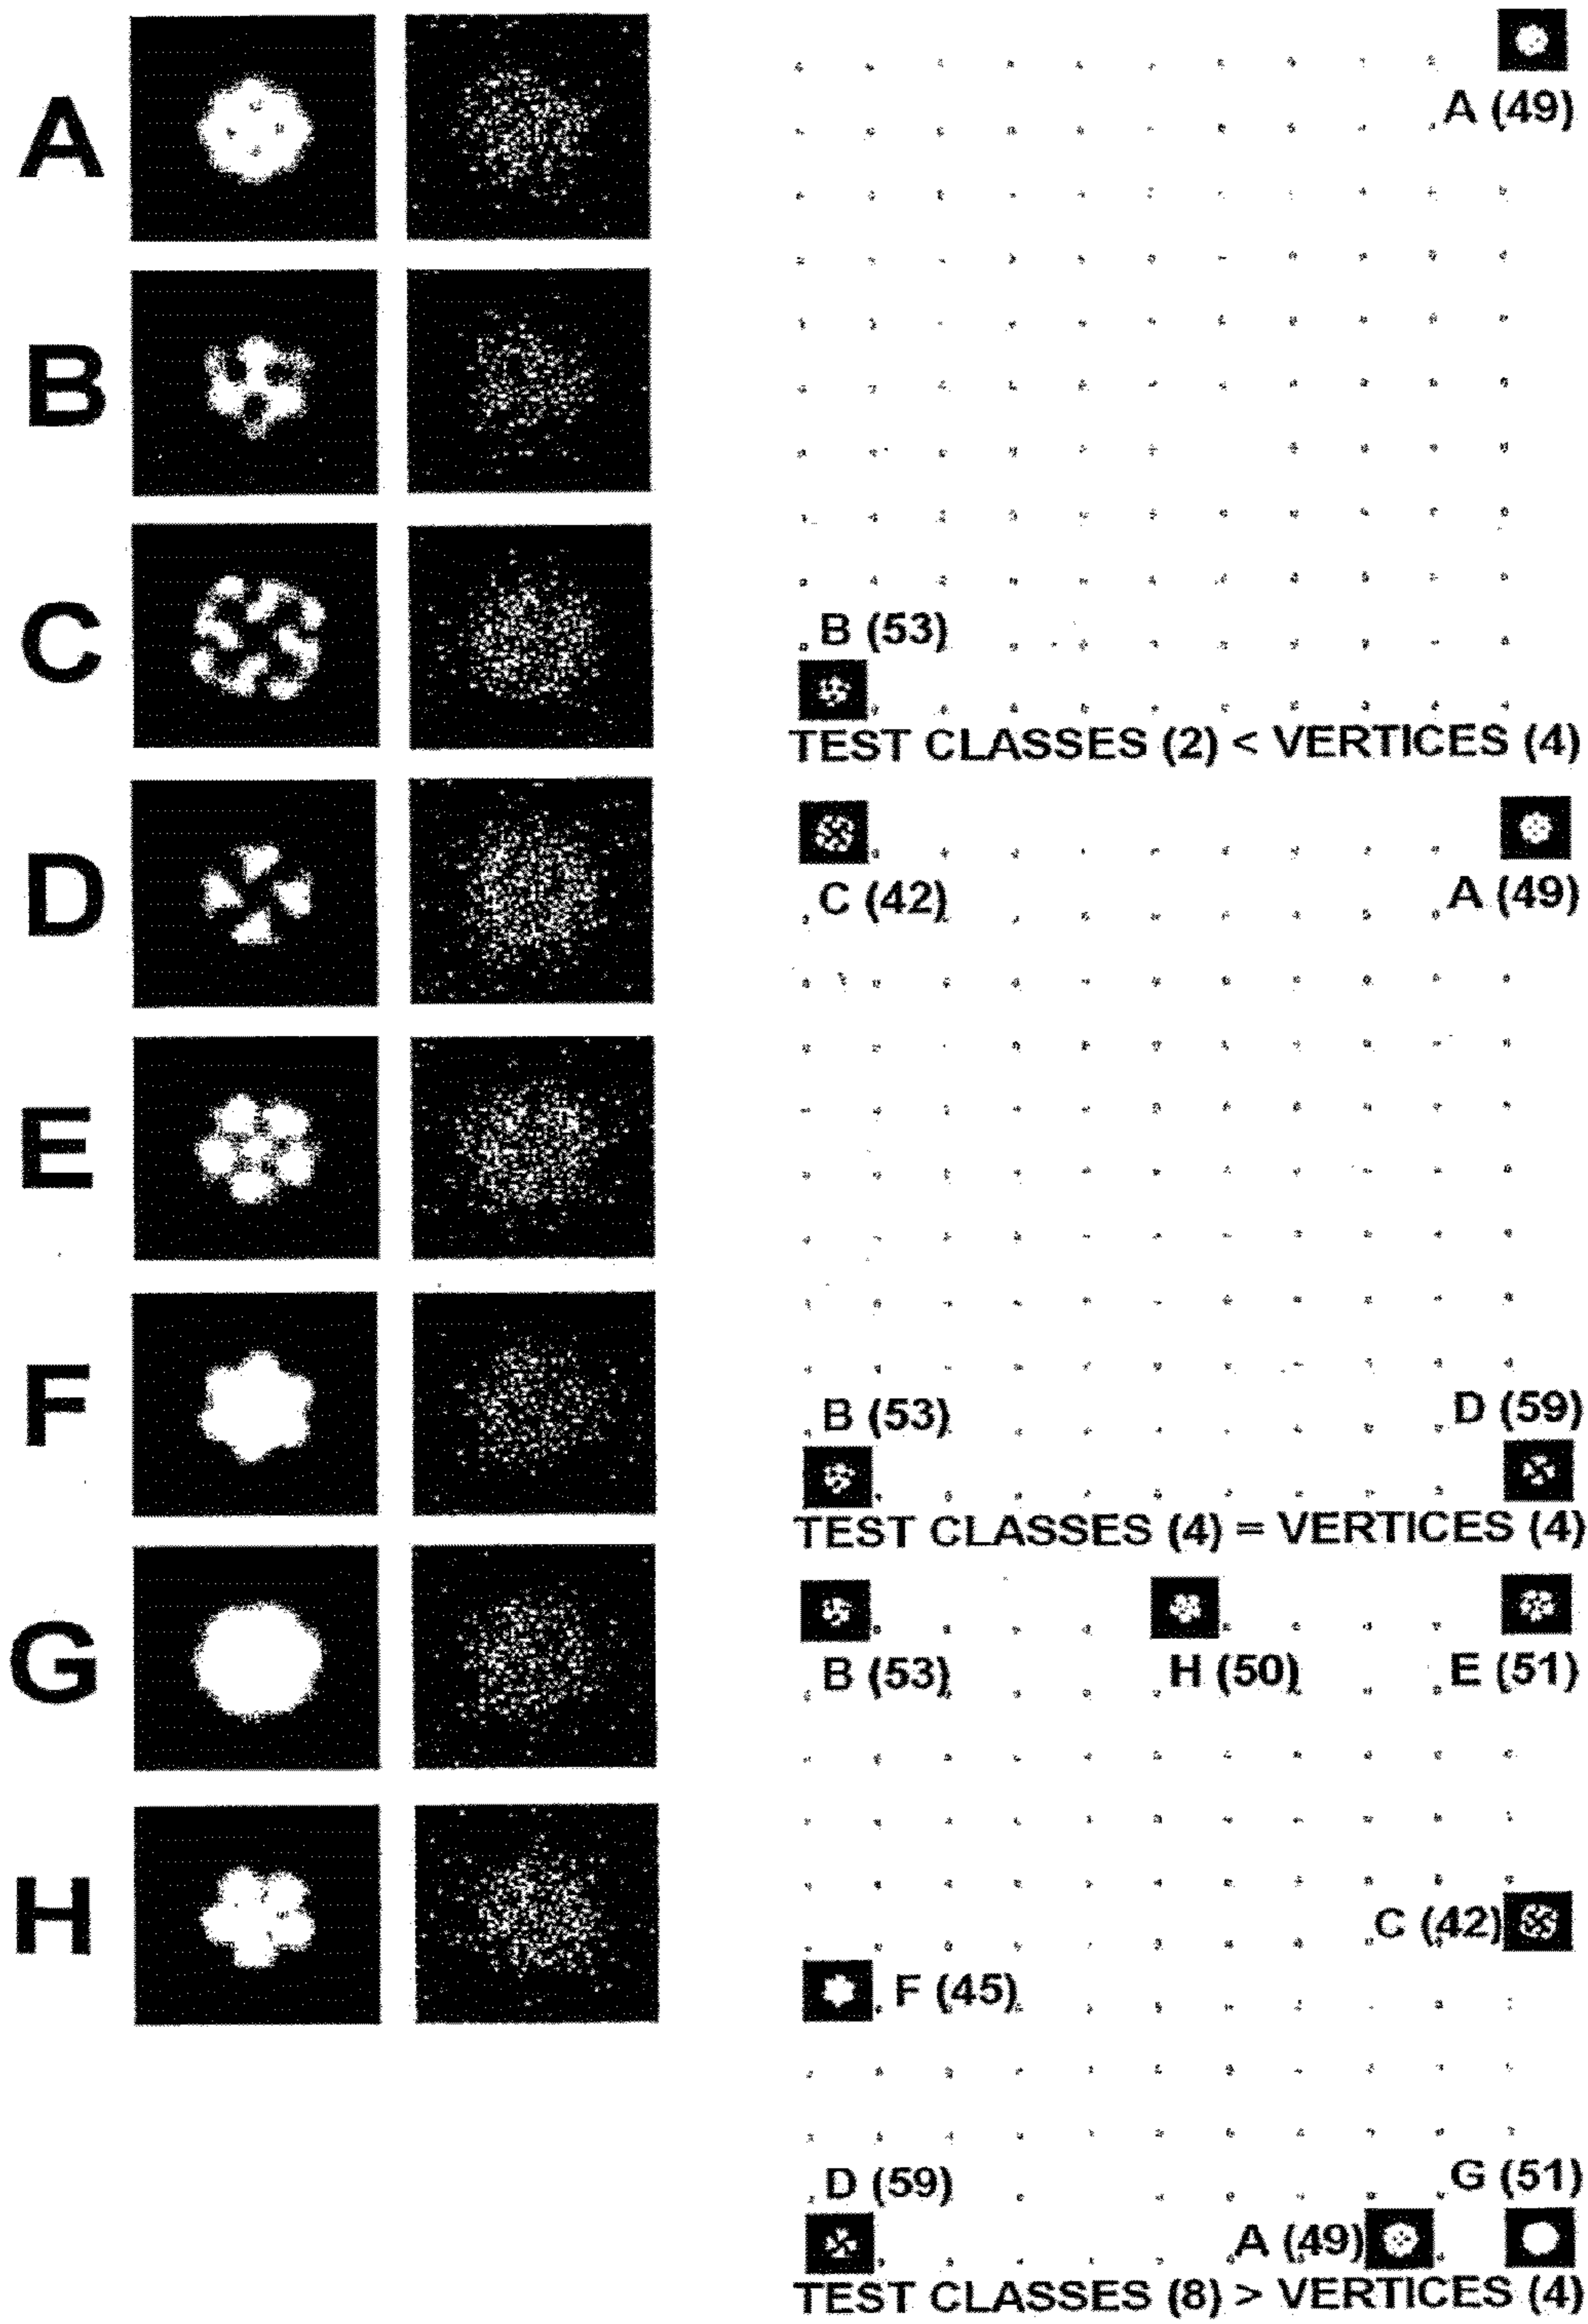 A
B
C
D
E
F
G
H
A (49)
B (53)
TEST CLASSES (2) < VERTICES (4)
C (42)
A (49)
B (53)
D (59)
TEST CLASSES (4) = VERTICES (4)
B (53)
H (50)
E (51)
C (42)
F (45)
D (59)
G (51)
A (49)
TEST CLASSES (8) > VERTICES (4)